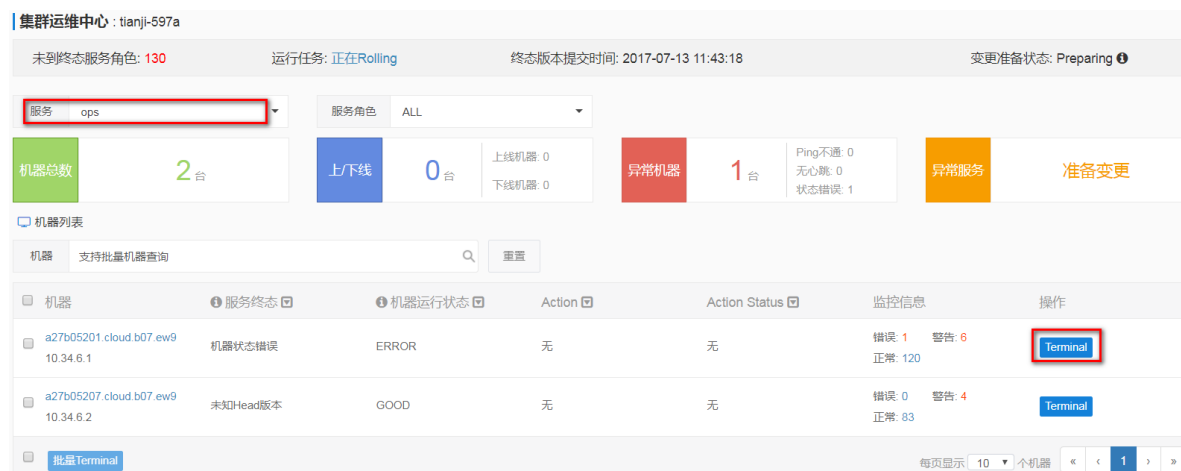 集群运维中心 : tianji-597a
未到终态服务角色: 130 运行任务: 正在Rolling 终态版本提交时间: 2017-07-13 11:43:18 变更准备状态: Preparing
服务 ops 服务角色 ALL
机器总数 2 台 上/下线 0 台 上线机器: 0 下线机器: 0 异常机器 1 台 Ping不通: 0 无心跳: 0 状态错误: 1 异常服务 准备变更
机器列表
机器 支持批量机器查询 重置
机器 服务终态 机器运行状态 Action Action Status 监控信息 操作
a27b05201.cloud.b07.ew9 机器状态错误 ERROR 无 无 错误: 1 警告: 6 Terminal
10.34.6.1 正常: 120
a27b05207.cloud.b07.ew9 未知Head版本 GOOD 无 无 错误: 0 警告: 4 Terminal
10.34.6.2 正常: 83
批量Terminal 每页显示 10 个机器 « ‹ 1 › »